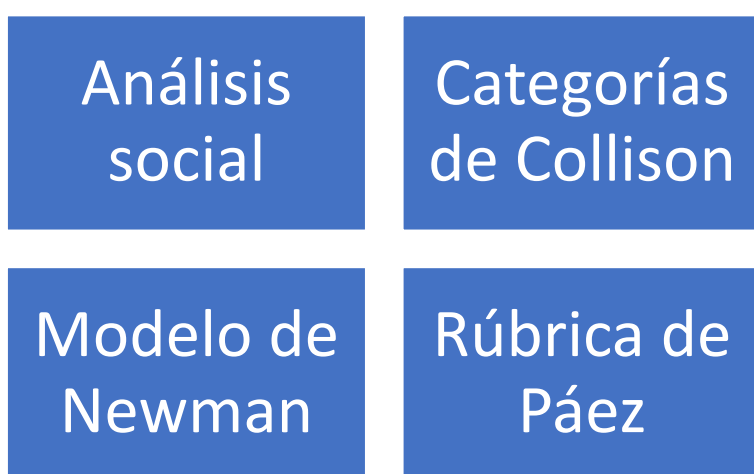 Análisis
social
Categorías
de Collison
Modelo de
Newman
Rúbrica de
Páez